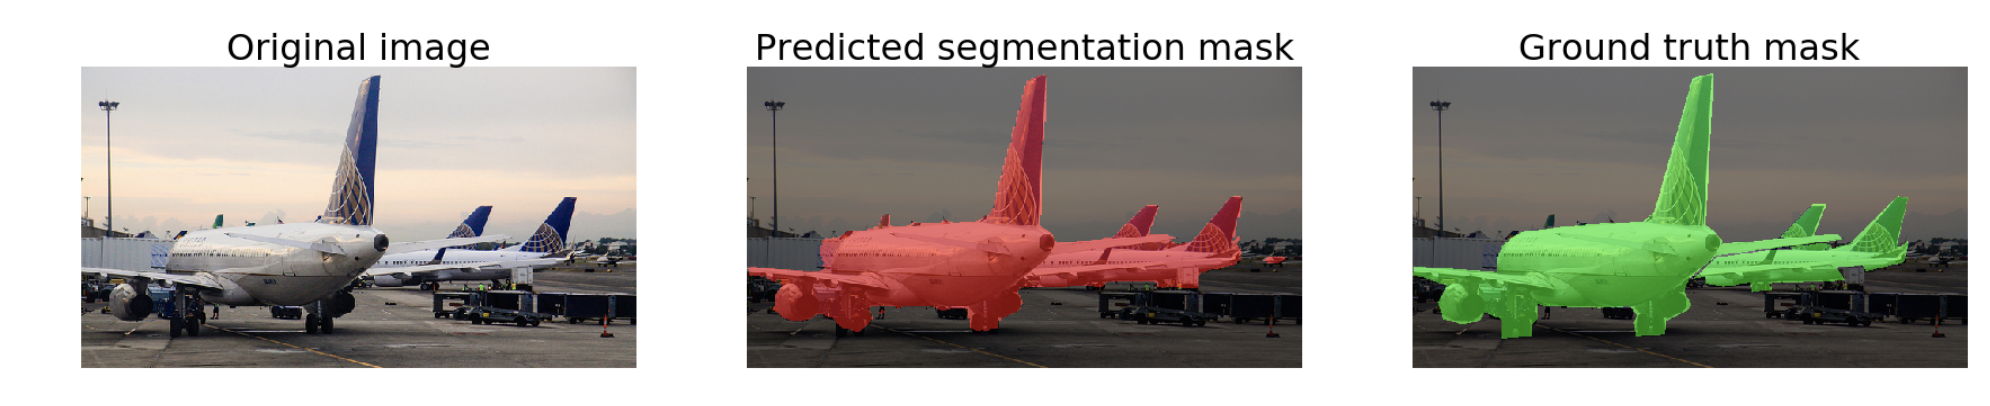 Original image
Predicted segmentation mask
Ground truth mask